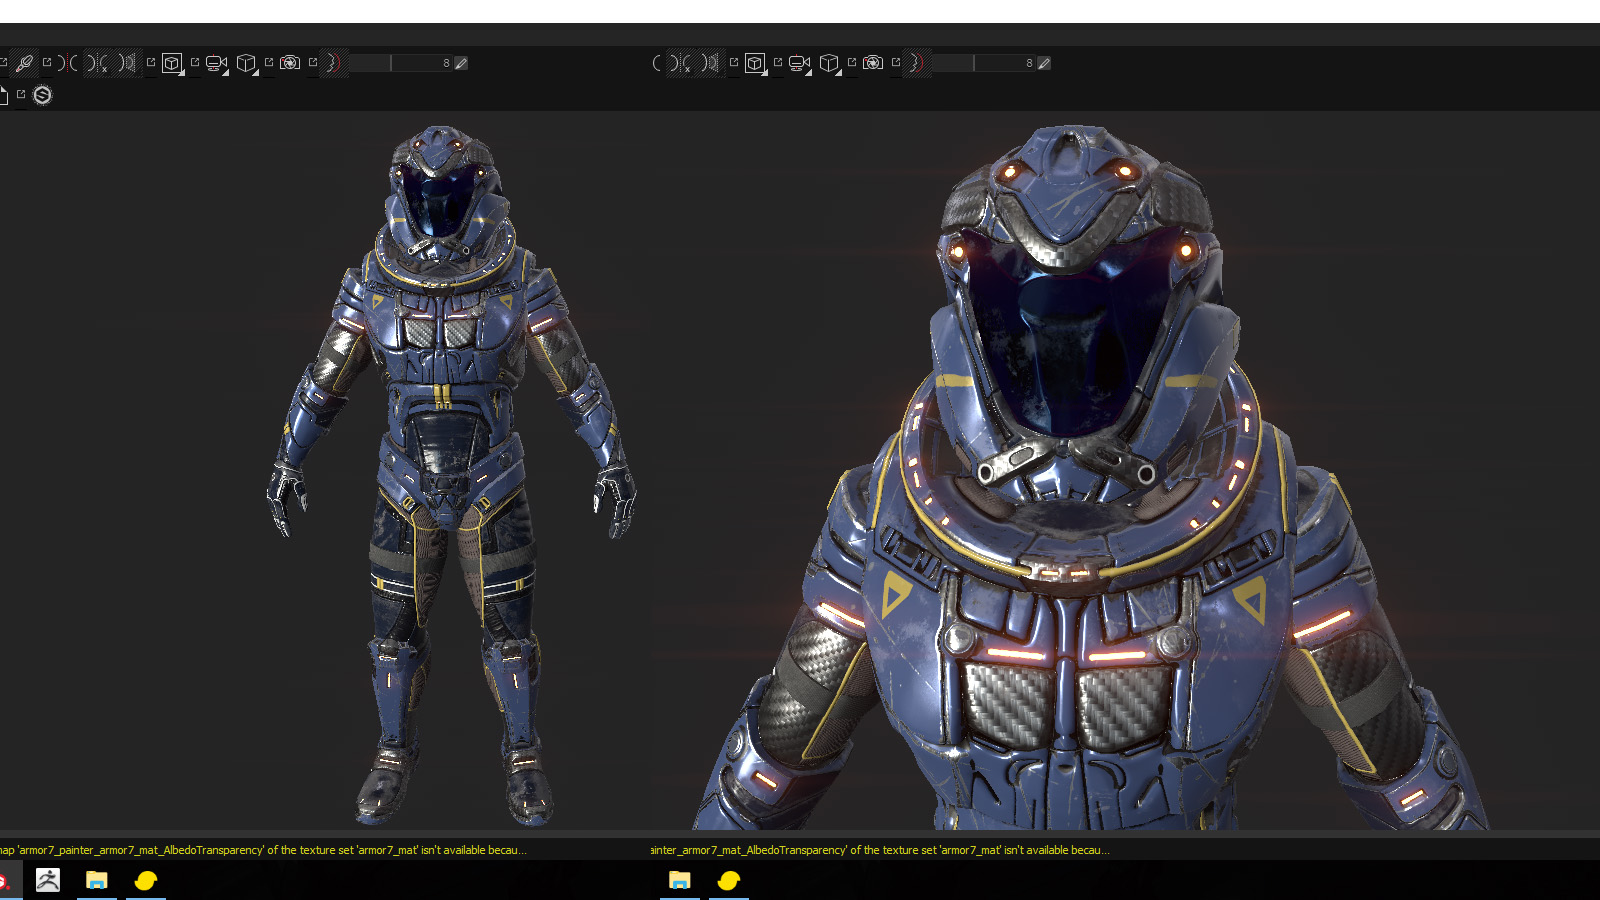 8
8
map 'armor7_painter_armor7_mat_AlbedoTransparency' of the texture set 'armor7_mat' isn't available becau...
ainter_armor7_mat_AlbedoTransparency' of the texture set 'armor7_mat' isn't available becau...